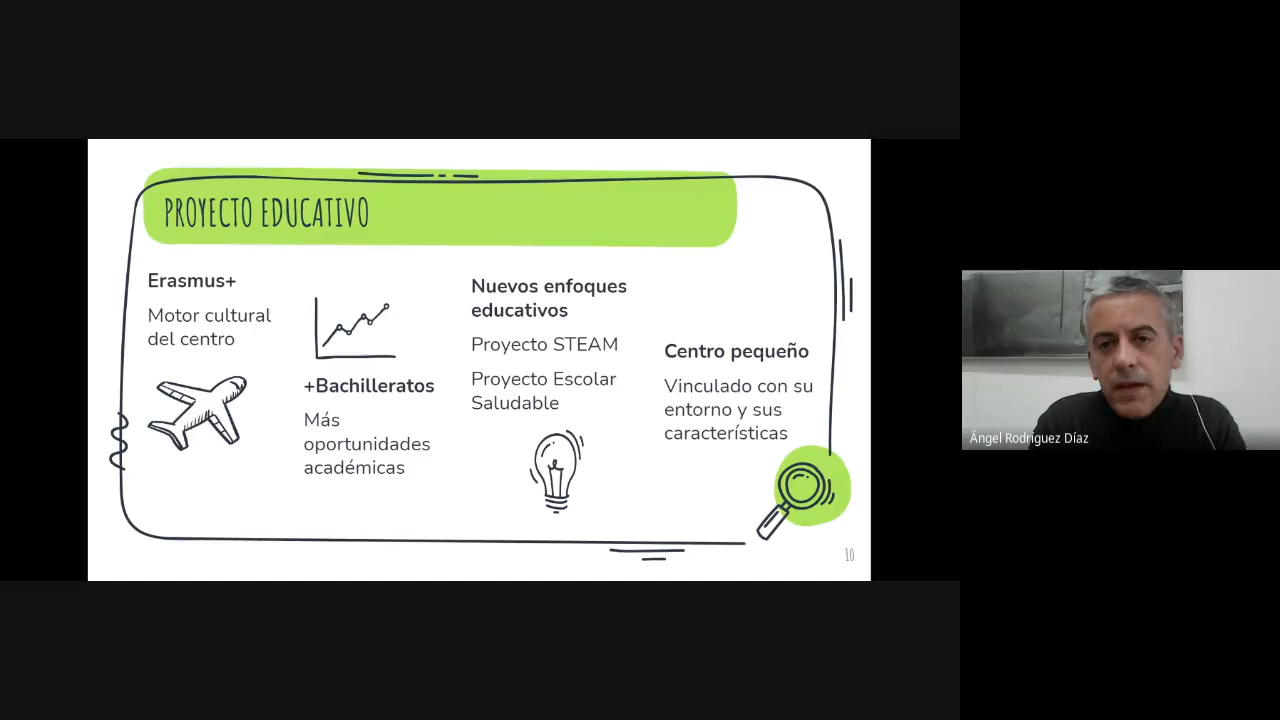 PROYECTO EDUCATIVO
Erasmus+
Motor cultural
del centro
+Bachilleratos
Más
oportunidades
académicas
Nuevos enfoques
educativos
Proyecto STEAM
Proyecto Escolar
Saludable
Centro pequeño
Vinculado con su
entorno y sus
características
10
Ángel Rodríguez Díaz